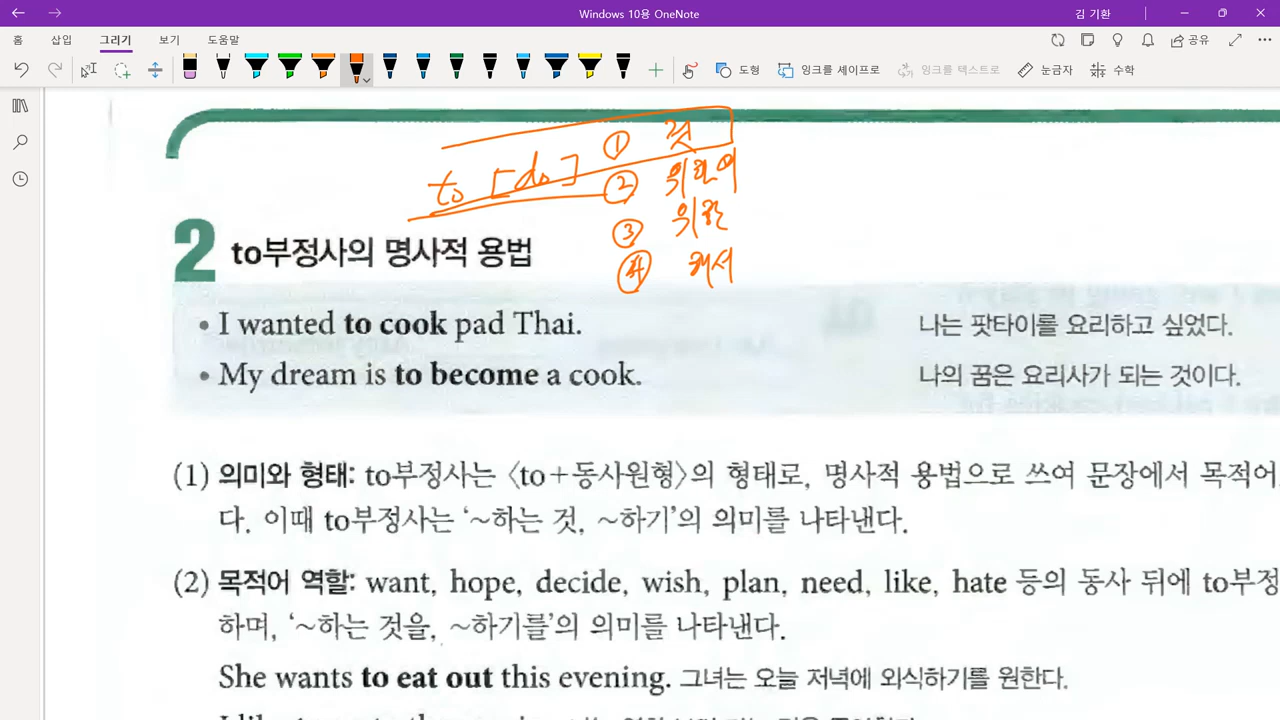 Windows 10용 OneNote
김 기환
홈 삽입 그리기 보기 도움말
공유
도형 잉크를 셰이프로 잉크를 텍스트로 눈금자 수학
① 것
to [do] ② 위한
③ 위한
④ 해서
2 to부정사의 명사적 용법
• I wanted to cook pad Thai. 나는 팟타이를 요리하고 싶었다.
• My dream is to become a cook. 나의 꿈은 요리사가 되는 것이다.
(1) 의미와 형태: to부정사는 〈to+동사원형〉의 형태로, 명사적 용법으로 쓰여 문장에서 목적어
다. 이때 to부정사는 ‘~하는 것, ~하기’의 의미를 나타낸다.
(2) 목적어 역할: want, hope, decide, wish, plan, need, like, hate 등의 동사 뒤에 to부정
하며, ‘~하는 것을, ~하기를’의 의미를 나타낸다.
She wants to eat out this evening. 그녀는 오늘 저녁에 외식하기를 원한다.